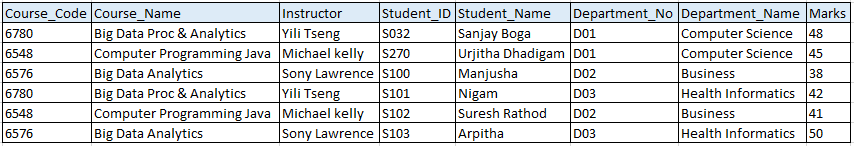 Course_Code Course_Name Instructor Student_ID Student_Name Department_No Department_Name Marks
6780 Big Data Proc & Analytics Yili Tseng S032 Sanjay Boga D01 Computer Science 48
6548 Computer Programming Java Michael kelly S270 Urjitha Dhadigam D01 Computer Science 45
6576 Big Data Analytics Sony Lawrence S100 Manjusha D02 Business 38
6780 Big Data Proc & Analytics Yili Tseng S101 Nigam D03 Health Informatics 42
6548 Computer Programming Java Michael kelly S102 Suresh Rathod D02 Business 41
6576 Big Data Analytics Sony Lawrence S103 Arpitha D03 Health Informatics 50